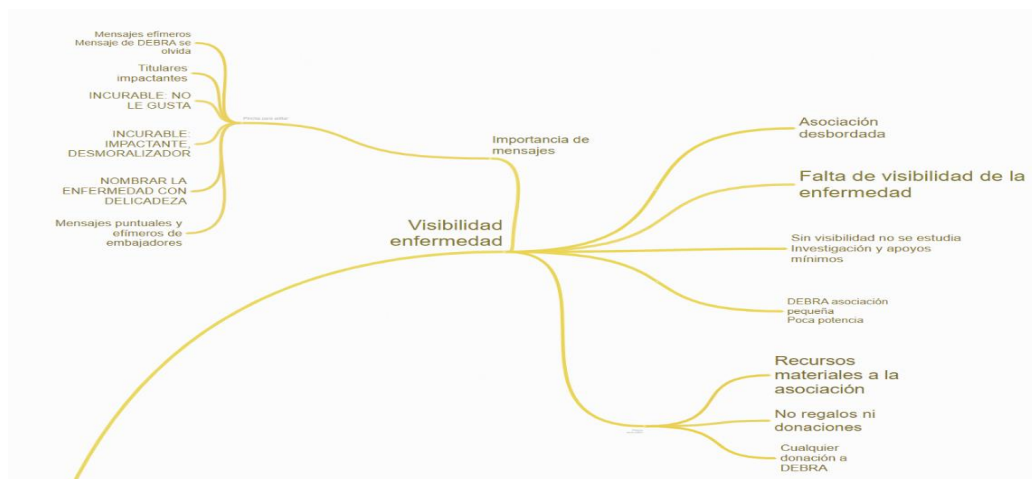 Mensajes efímeros
Mensaje de DEBRA se
olvida
Titulares
impactantes
INCURABLE: NO
LE GUSTA
INCURABLE:
IMPACTANTE,
DESMORALIZADOR
NOMBRAR LA
ENFERMEDAD CON
DELICADEZA
Mensajes puntuales y
efímeros de
embajadores
Importancia de
mensajes
Visibilidad
enfermedad
Asociación
desbordada
Falta de visibilidad de la
enfermedad
Sin visibilidad no se estudia
Investigación y apoyos
mínimos
DEBRA asociación
pequeña
Poca potencia
Recursos
materiales a la
asociación
No regalos ni
donaciones
Cualquier
donación a
DEBRA